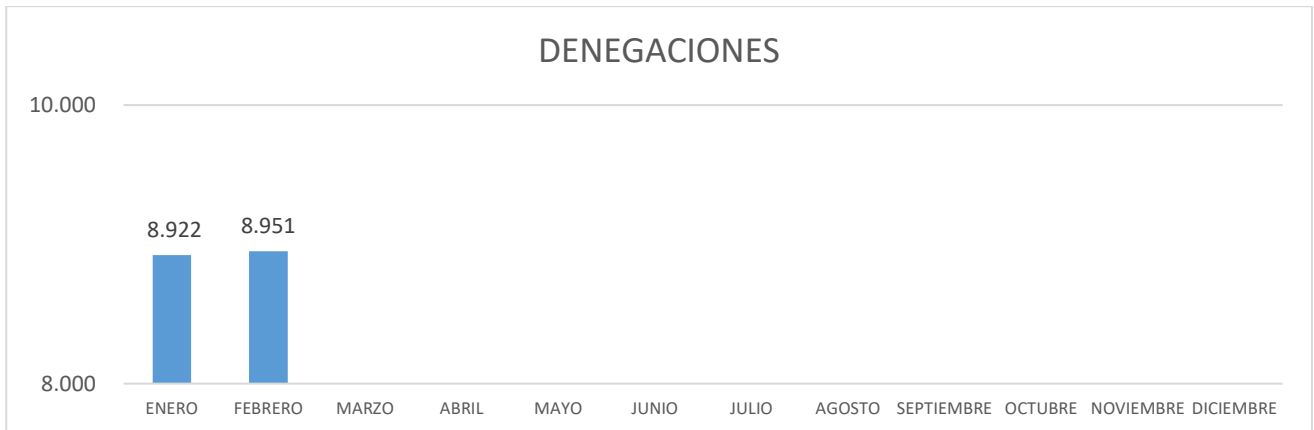 DENEGACIONES
10.000
8.922
8.951
8.000
ENERO FEBRERO MARZO ABRIL MAYO JUNIO JULIO AGOSTO SEPTIEMBRE OCTUBRE NOVIEMBRE DICIEMBRE